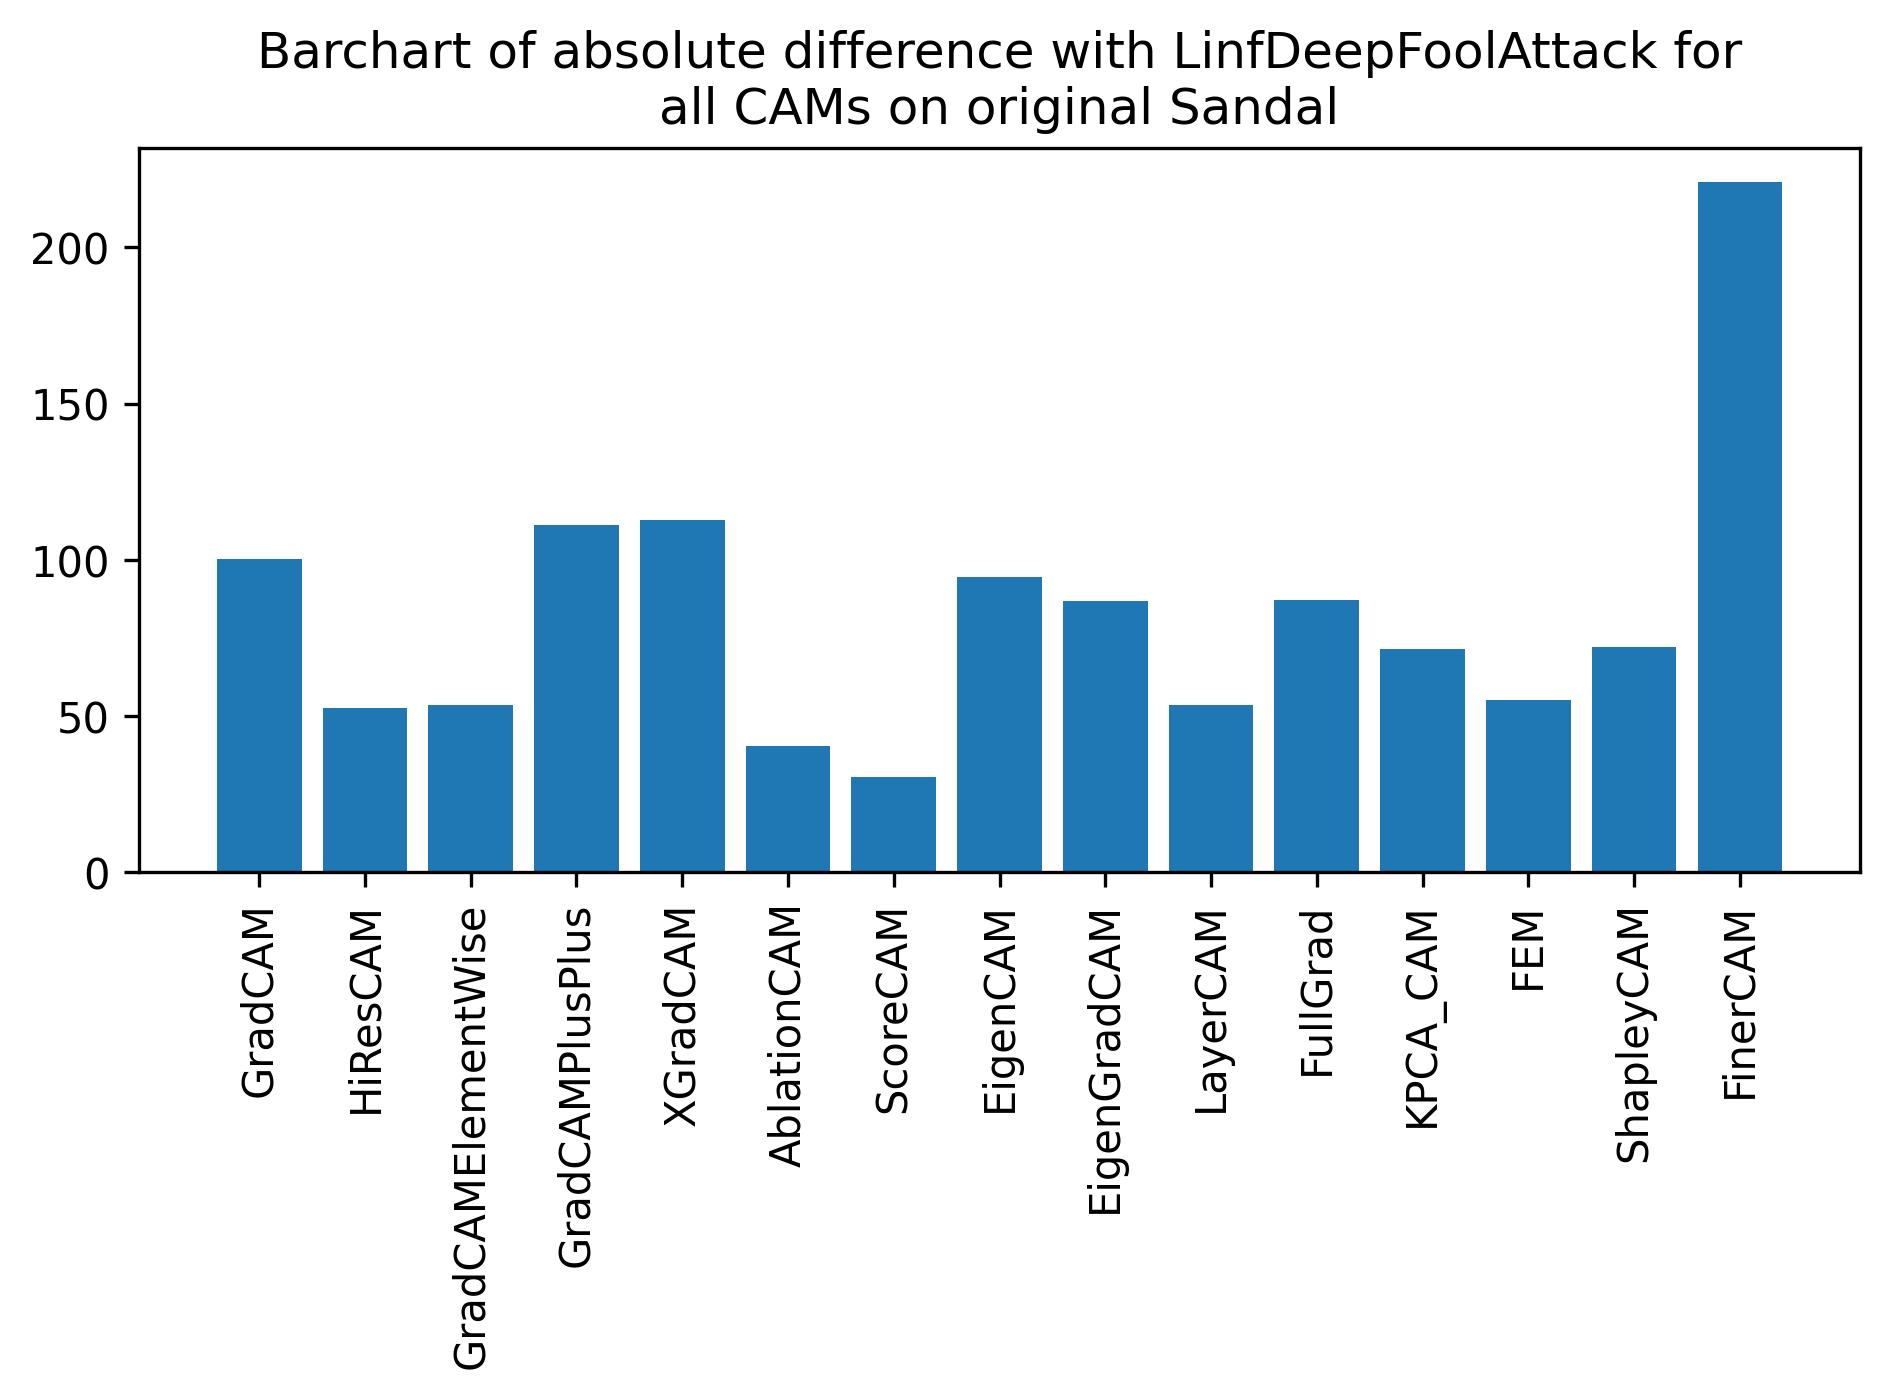 Barchart of absolute difference with LinfDeepFoolAttack for
all CAMs on original Sandal
200
150
100
50
0
GradCAM
HiResCAM
GradCAMElementWise
GradCAMPlusPlus
XGradCAM
AblationCAM
ScoreCAM
EigenCAM
EigenGradCAM
LayerCAM
FullGrad
KPCA_CAM
FEM
ShapleyCAM
FinerCAM